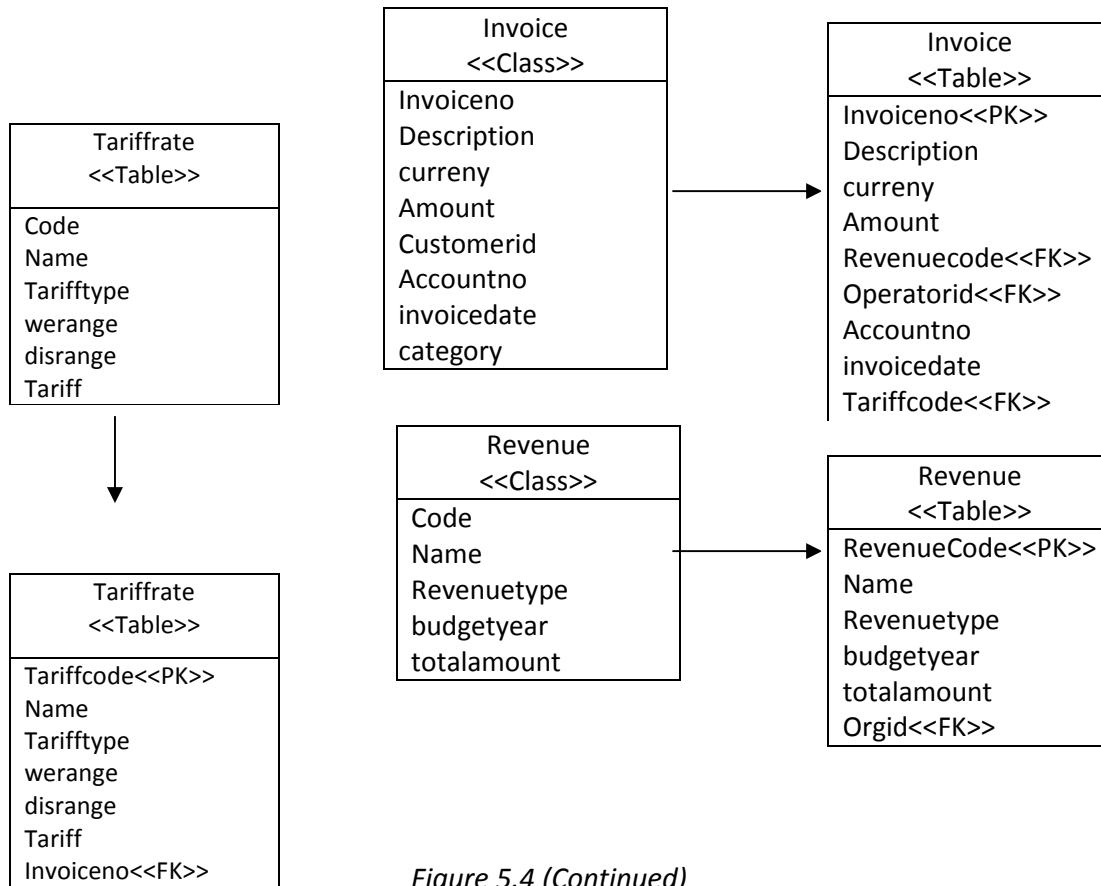 Tariffrate
<<Table>>
Code
Name
Tarifftype
werange
disrange
Tariff
Tariffrate
<<Table>>
Tariffcode<<PK>>
Name
Tarifftype
werange
disrange
Tariff
Invoiceno<<FK>>
Invoice
<<Class>>
Invoiceno
Description
curreny
Amount
Customerid
Accountno
invoicedate
category
Invoice
<<Table>>
Invoiceno<<PK>>
Description
curreny
Amount
Revenuecode<<FK>>
Operatorid<<FK>>
Accountno
invoicedate
Tariffcode<<FK>>
Revenue
<<Class>>
Code
Name
Revenuetype
budgetyear
totalamount
Revenue
<<Table>>
RevenueCode<<PK>>
Name
Revenuetype
budgetyear
totalamount
Orgid<<FK>>
Figure 5.4 (Continued)